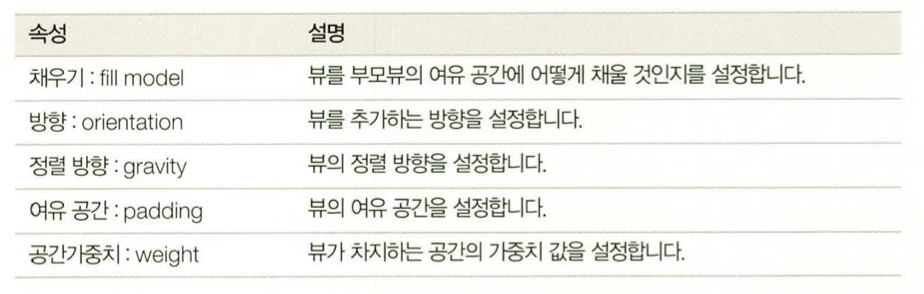 속성 설명
채우기 : fill model 뷰를 부모뷰의 여유 공간에 어떻게 채울 것인지를 설정합니다.
방향 : orientation 뷰를 추가하는 방향을 설정합니다.
정렬 방향 : gravity 뷰의 정렬 방향을 설정합니다.
여유 공간 : padding 뷰의 여유 공간을 설정합니다.
공간가중치 : weight 뷰가 차지하는 공간의 가중치 값을 설정합니다.